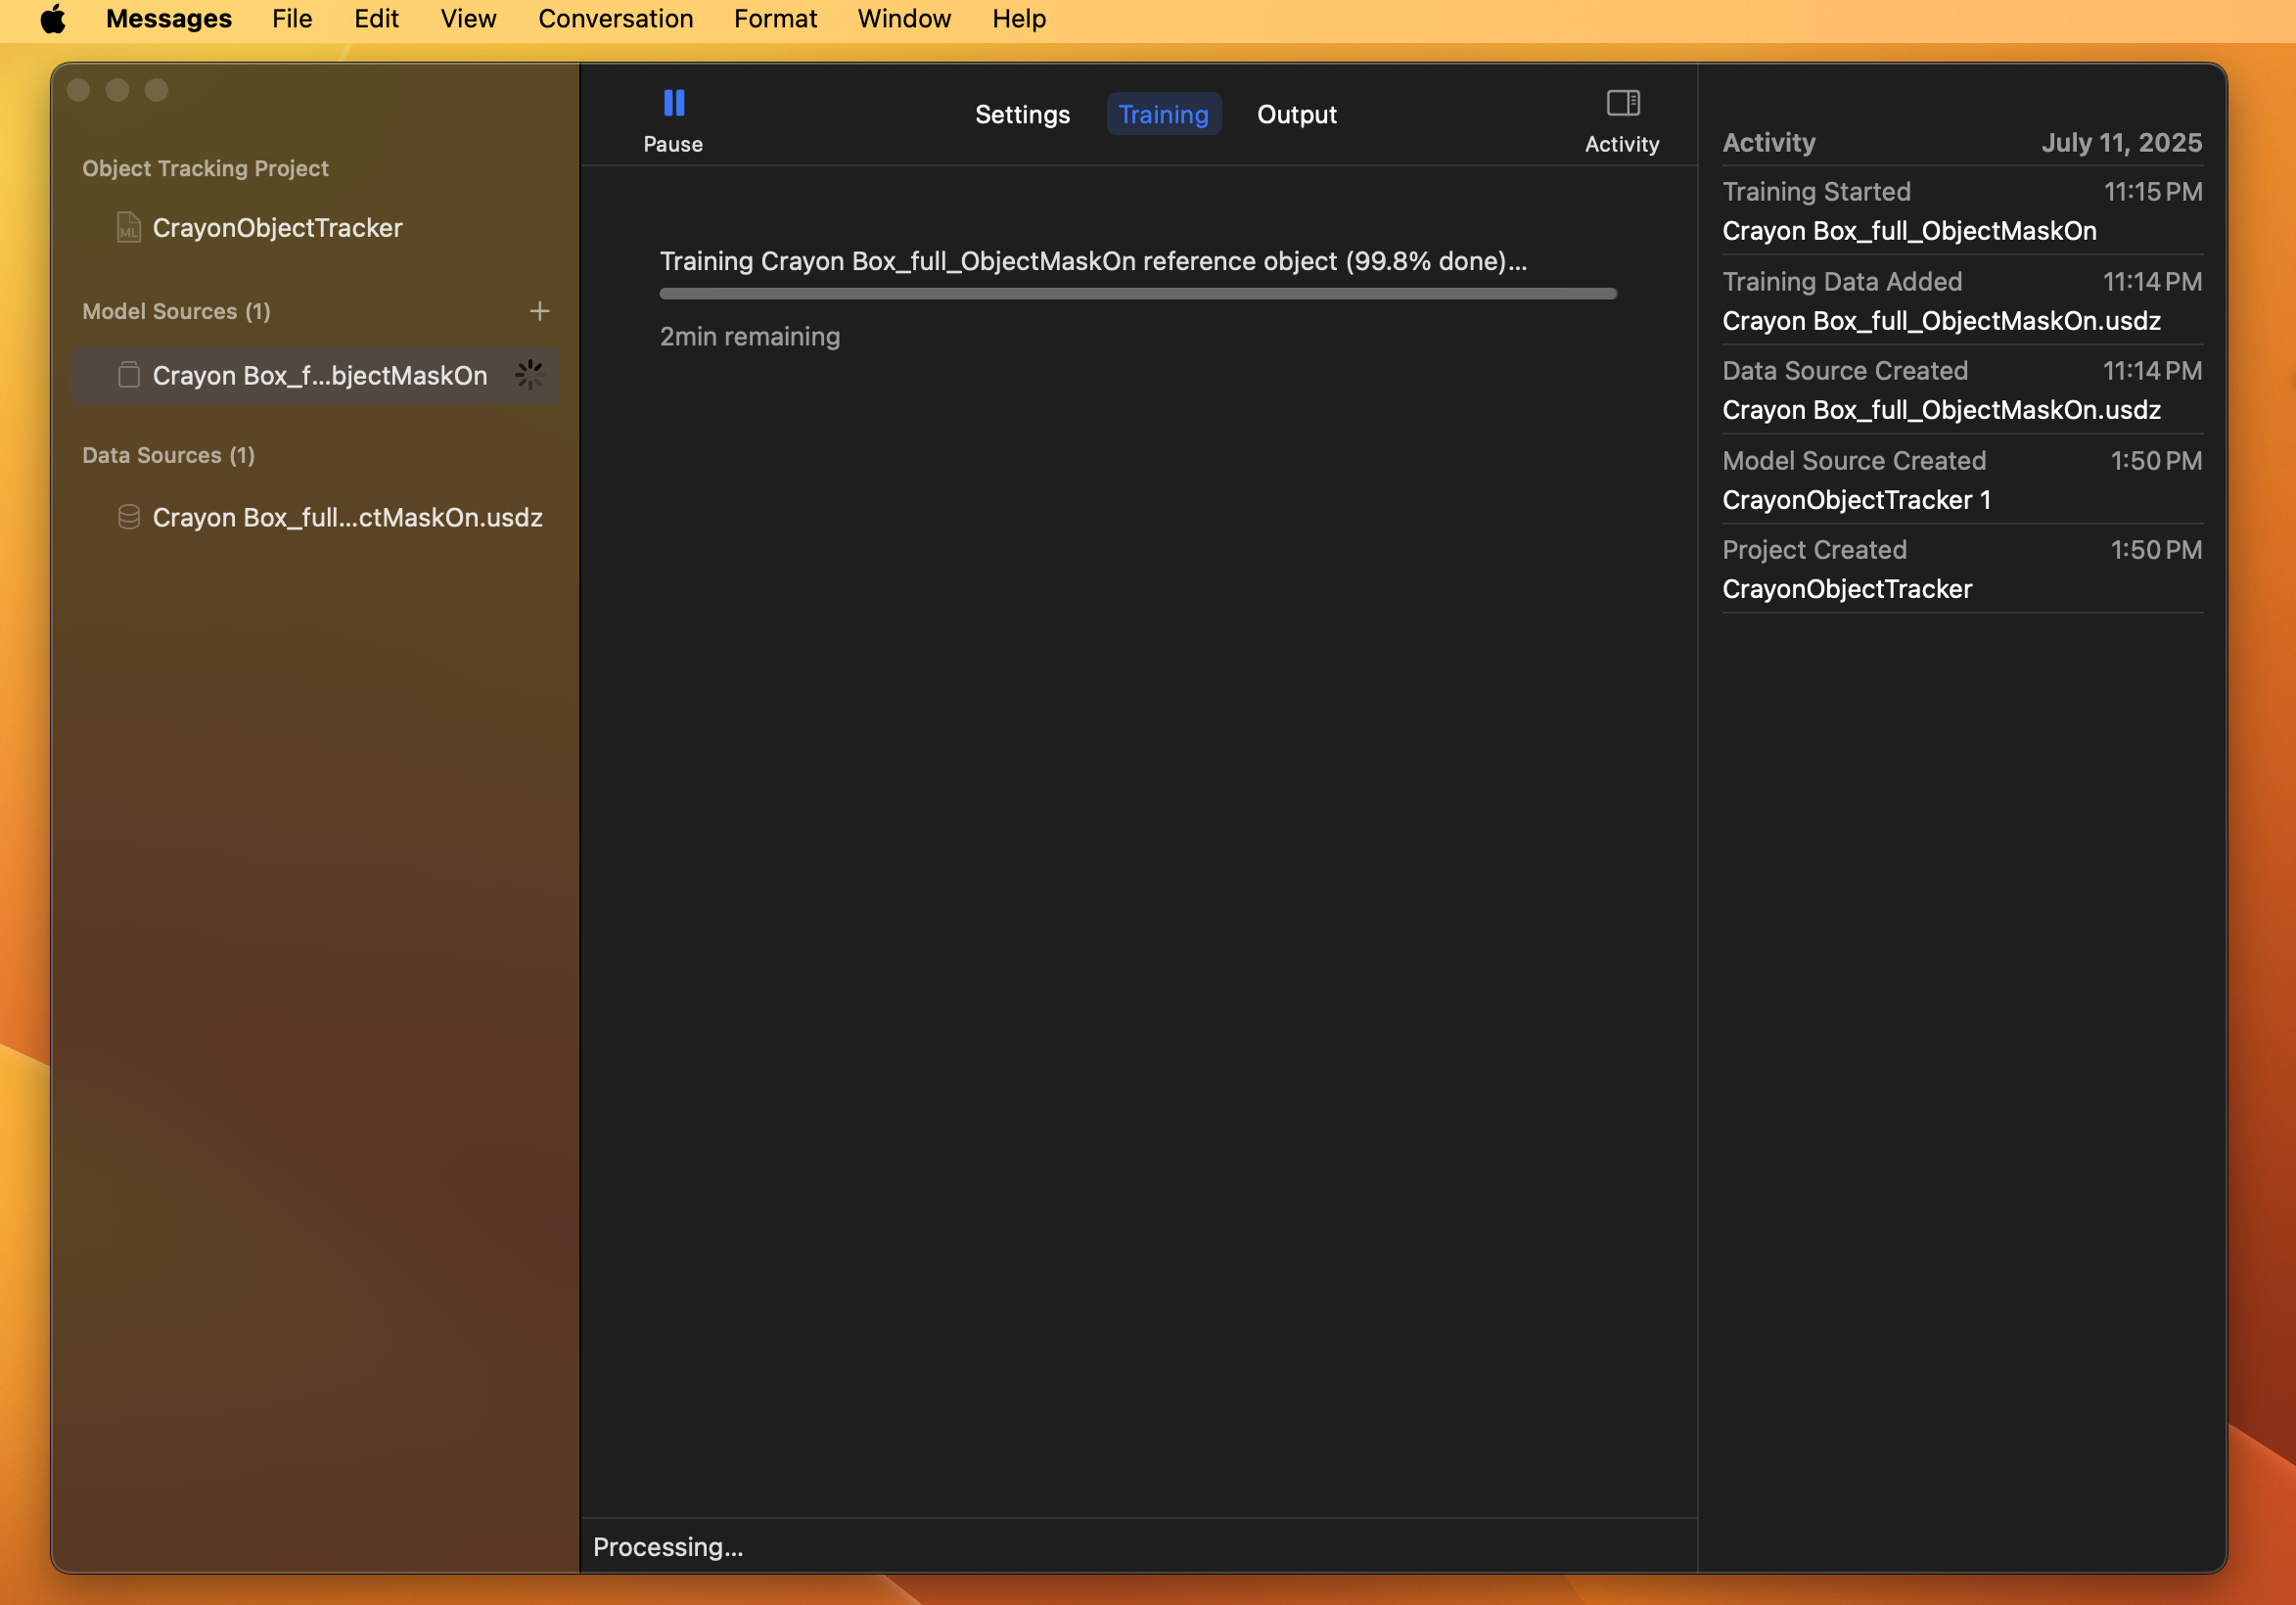 Messages File Edit View Conversation Format Window Help
Object Tracking Project
ML CrayonObjectTracker
Model Sources (1) +
Crayon Box_f...bjectMaskOn
Data Sources (1)
Crayon Box_full...ctMaskOn.usdz
Pause
Settings Training Output
Activity
Training Crayon Box_full_ObjectMaskOn reference object (99.8% done)...
2min remaining
Processing...
Activity July 11, 2025
Training Started 11:15 PM
Crayon Box_full_ObjectMaskOn
Training Data Added 11:14 PM
Crayon Box_full_ObjectMaskOn.usdz
Data Source Created 11:14 PM
Crayon Box_full_ObjectMaskOn.usdz
Model Source Created 1:50 PM
CrayonObjectTracker 1
Project Created 1:50 PM
CrayonObjectTracker